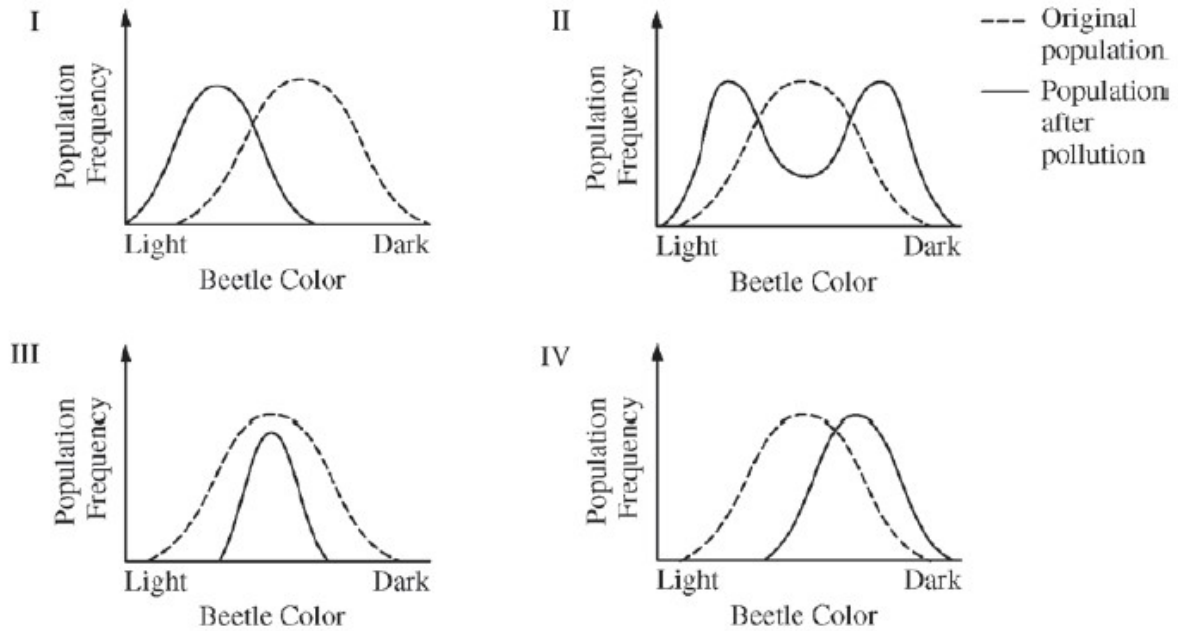 I
Population
Frequency
Light
Dark
Beetle Color
II
Population
Frequency
Light
Dark
Beetle Color
Original
population
Population
after
pollution
III
Population
Frequency
Light
Dark
Beetle Color
IV
Population
Frequency
Light
Dark
Beetle Color